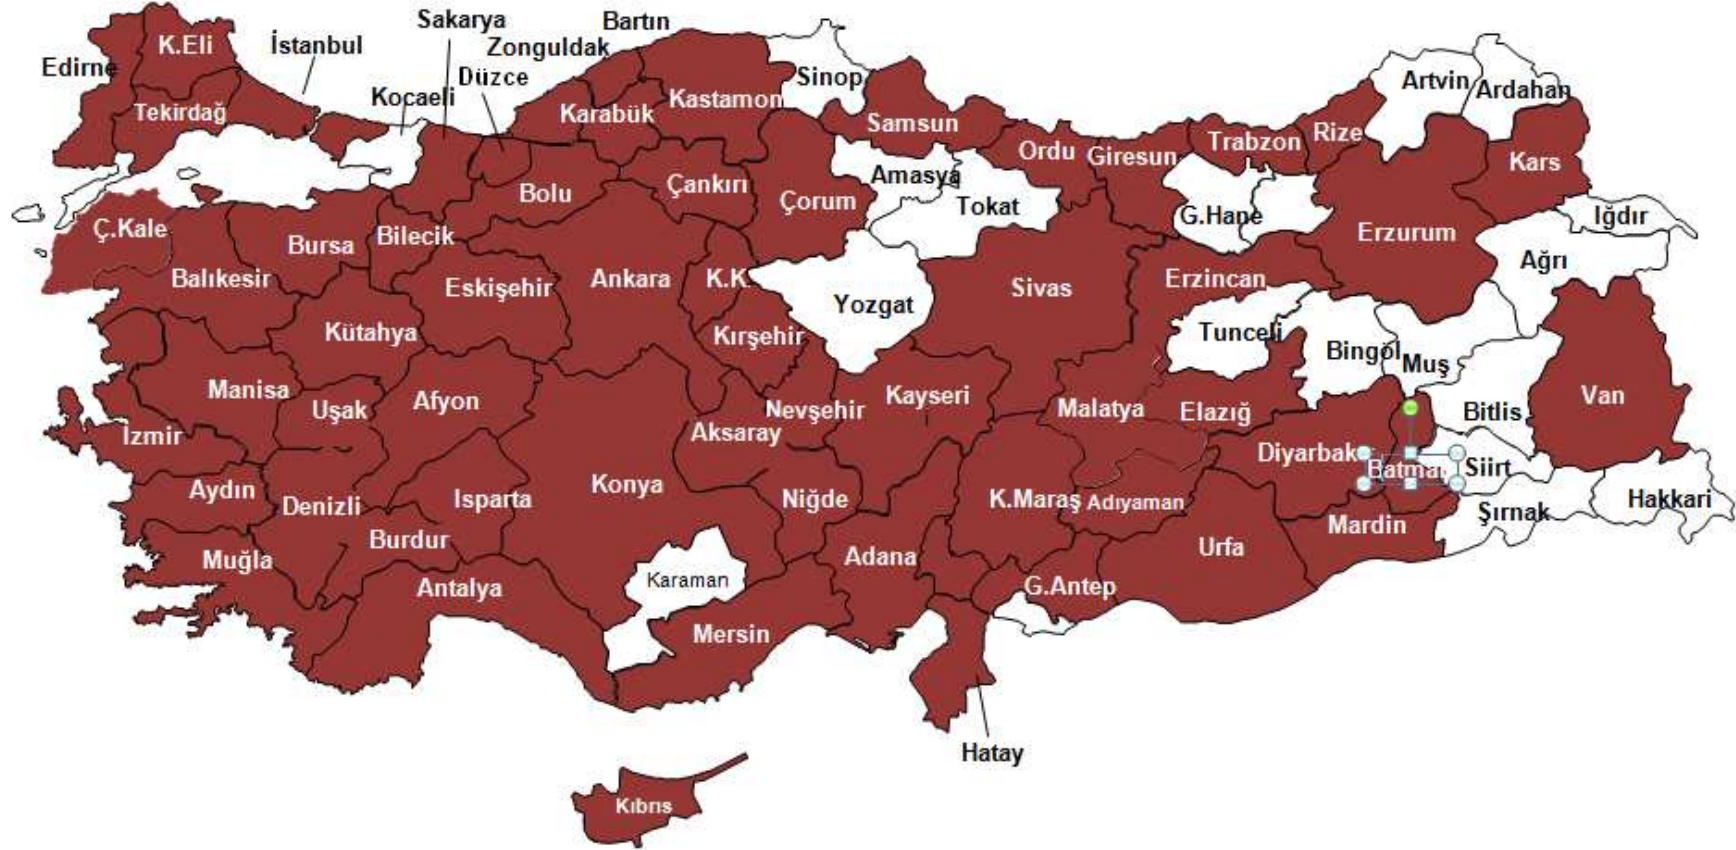 Sakarya
Bartın
K.Eli
İstanbul
Zonguldak
Edirne
Düzce
Sinop
Artvin
Ardahan
Kocaeli
Tekirdağ
Karabük
Kastamon
Samsun
Ordu
Giresun
Trabzon
Rize
Kars
Amasya
Çankırı
Bolu
Çorum
Tokat
G.Hane
Iğdır
Ç.Kale
Bursa
Bilecik
Erzurum
Ağrı
Balıkesir
Eskişehir
Ankara
K.K
Sivas
Erzincan
Yozgat
Kütahya
Kırşehir
Tunceli
Bingöl
Muş
Manisa
Uşak
Afyon
Nevşehir
Kayseri
Malatya
Elazığ
Bitlis
Van
İzmir
Aksaray
Diyarbak
Batman
Siirt
Aydın
Denizli
Isparta
Konya
Niğde
K.Maraş
Adıyaman
Hakkari
Şırnak
Mardin
Muğla
Burdur
Adana
Urfa
Antalya
Karaman
G.Antep
Mersin
Hatay
Kıbrıs